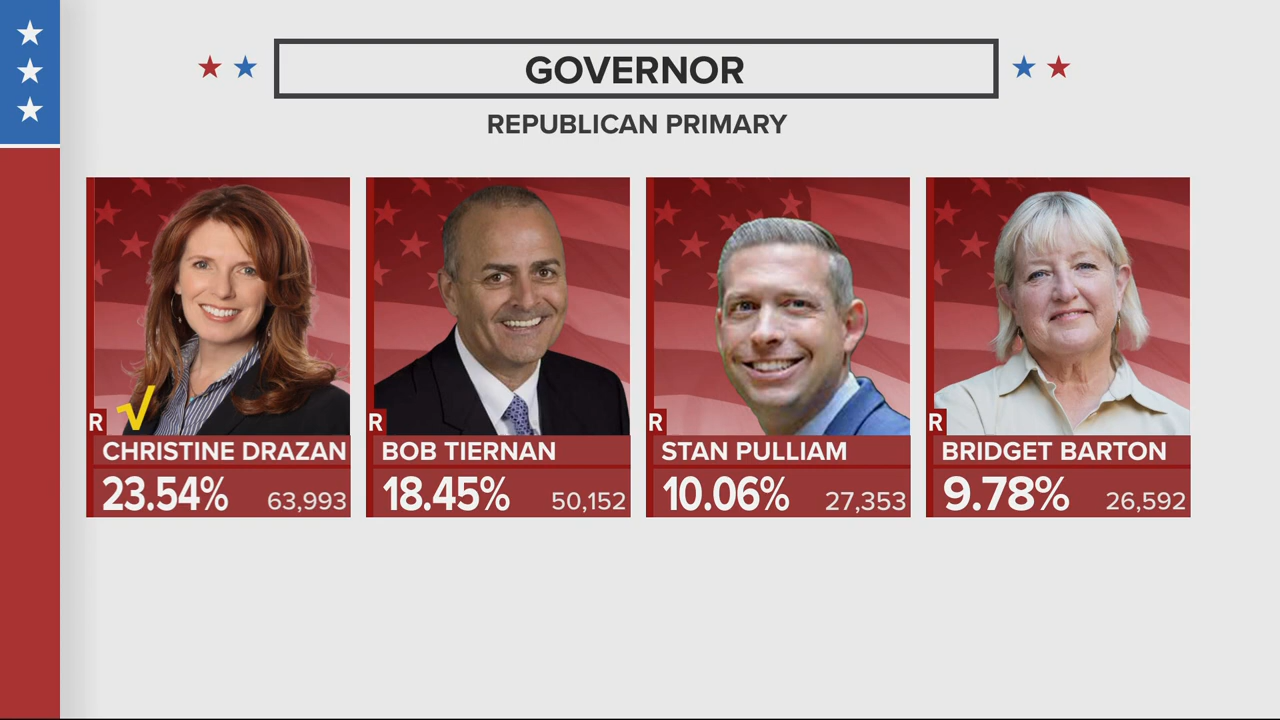 GOVERNOR
REPUBLICAN PRIMARY
R
CHRISTINE DRAZAN
23.54% 63,993
R
BOB TIERNAN
18.45% 50,152
R
STAN PULLIAM
10.06% 27,353
R
BRIDGET BARTON
9.78% 26,592